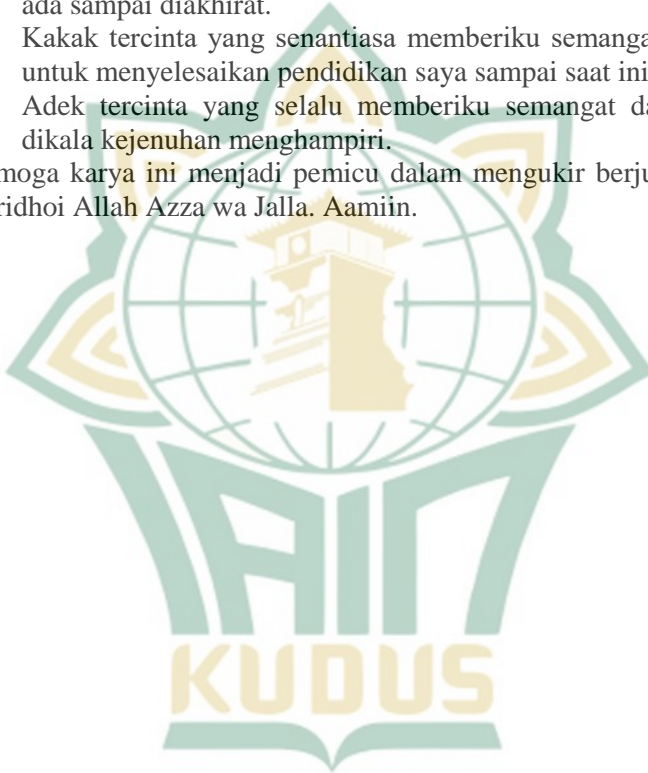 ada sampai diakhirat.
Kakak tercinta yang senantiasa memberiku semanga
untuk menyelesaikan pendidikan saya sampai saat ini
Adek tercinta yang selalu memberiku semangat da
dikala kejenuhan menghampiri.
moga karya ini menjadi pemicu dalam mengukir berju
ridhoi Allah Azza wa Jalla. Aamiin.
IAIN
KUDUS